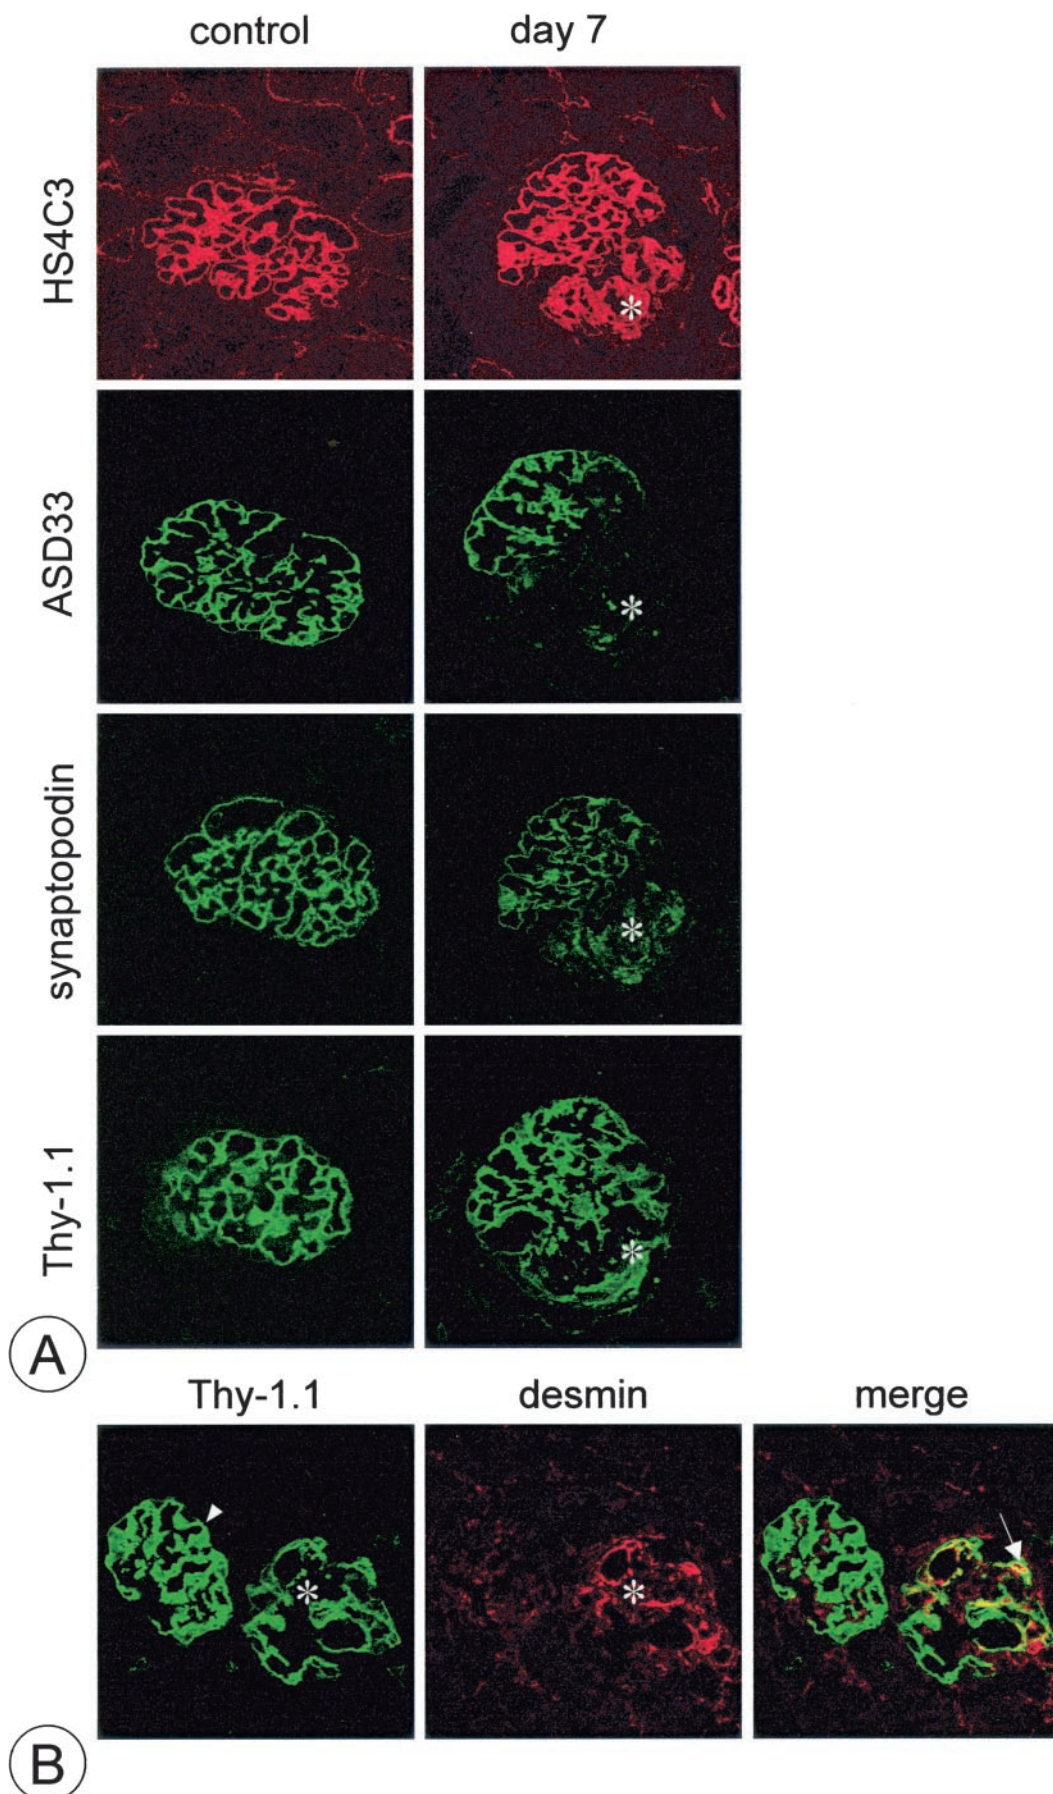 control day 7
HS4C3
ASD33
synaptopodin
Thy-1.1
A
Thy-1.1 desmin merge
B